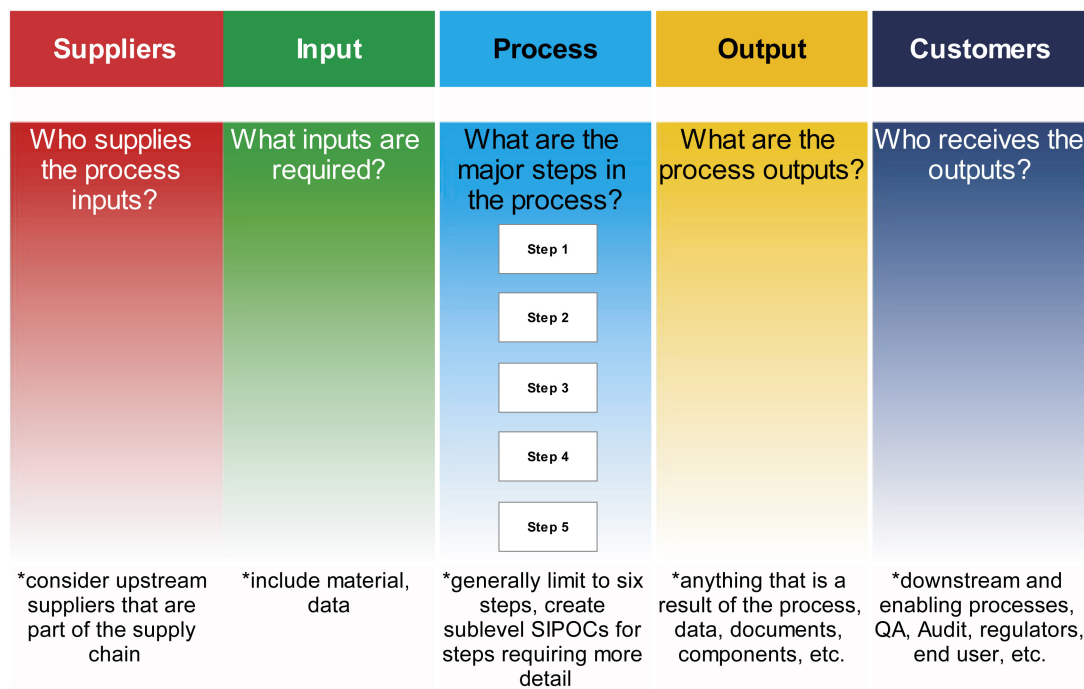 Suppliers
Input
Process
Output
Customers
Who supplies
the process
inputs?
What inputs are
required?
What are the
major steps in
the process?
Step 1
Step 2
Step 3
Step 4
Step 5
What are the
process outputs?
Who receives the
outputs?
*consider upstream
suppliers that are
part of the supply
chain
*include material,
data
*generally limit to six
steps, create
sublevel SIPOCs for
steps requiring more
detail
*anything that is a
result of the process,
data, documents,
components, etc.
*downstream and
enabling processes,
QA, Audit, regulators,
end user, etc.